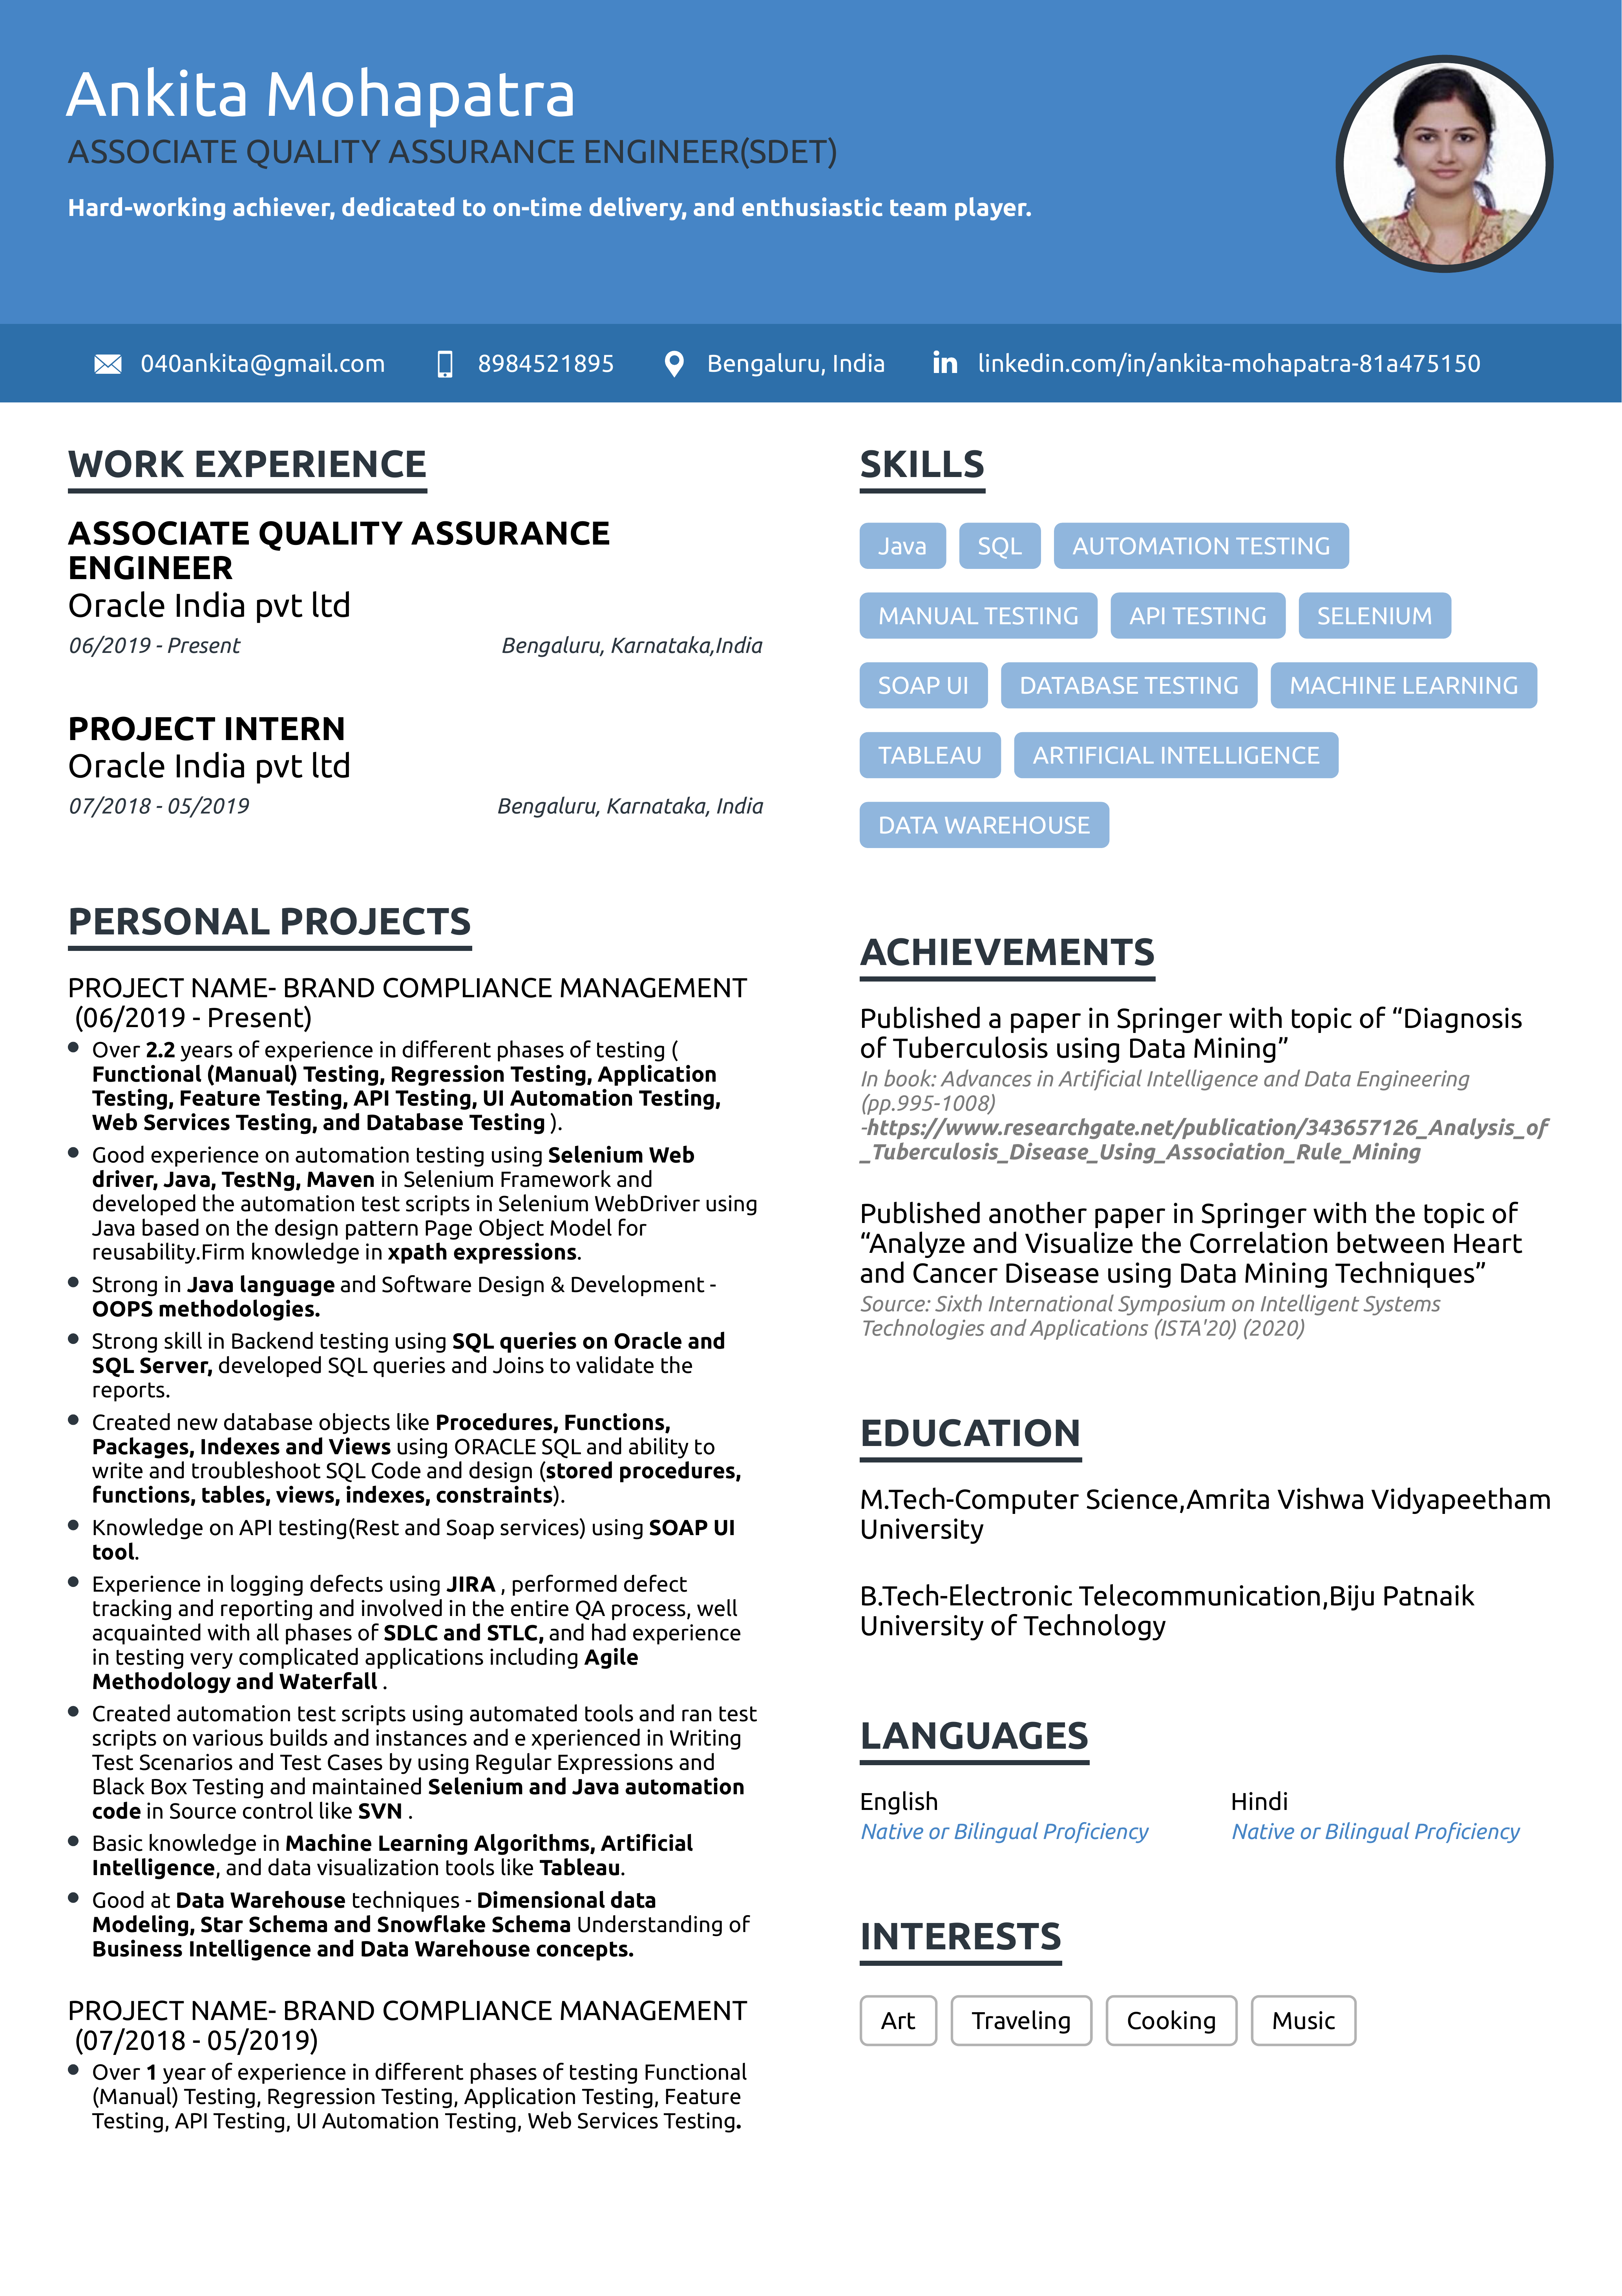 Ankita Mohapatra
ASSOCIATE QUALITY ASSURANCE ENGINEER(SDET)
Hard-working achiever, dedicated to on-time delivery, and enthusiastic team player.
040ankita@gmail.com
8984521895
Bengaluru, India
linkedin.com/in/ankita-mohapatra-81a475150
WORK EXPERIENCE
ASSOCIATE QUALITY ASSURANCE
ENGINEER
Oracle India pvt ltd
06/2019 - Present
Bengaluru, Karnataka,India
PROJECT INTERN
Oracle India pvt ltd
07/2018 - 05/2019
Bengaluru, Karnataka, India
PERSONAL PROJECTS
PROJECT NAME- BRAND COMPLIANCE MANAGEMENT
(06/2019 - Present)
Over 2.2 years of experience in different phases of testing (
Functional (Manual) Testing, Regression Testing, Application
Testing, Feature Testing, API Testing, UI Automation Testing,
Web Services Testing, and Database Testing ).
Good experience on automation testing using Selenium Web
driver, Java, TestNg, Maven in Selenium Framework and
developed the automation test scripts in Selenium WebDriver using
Java based on the design pattern Page Object Model for
reusability.Firm knowledge in xpath expressions.
Strong in Java language and Software Design & Development -
OOPS methodologies.
Strong skill in Backend testing using SQL queries on Oracle and
SQL Server, developed SQL queries and Joins to validate the
reports.
Created new database objects like Procedures, Functions,
Packages, Indexes and Views using ORACLE SQL and ability to
write and troubleshoot SQL Code and design (stored procedures,
functions, tables, views, indexes, constraints).
Knowledge on API testing(Rest and Soap services) using SOAP UI
tool.
Experience in logging defects using JIRA , performed defect
tracking and reporting and involved in the entire QA process, well
acquainted with all phases of SDLC and STLC, and had experience
in testing very complicated applications including Agile
Methodology and Waterfall .
Created automation test scripts using automated tools and ran test
scripts on various builds and instances and e xperienced in Writing
Test Scenarios and Test Cases by using Regular Expressions and
Black Box Testing and maintained Selenium and Java automation
code in Source control like SVN .
Basic knowledge in Machine Learning Algorithms, Artificial
Intelligence, and data visualization tools like Tableau.
Good at Data Warehouse techniques - Dimensional data
Modeling, Star Schema and Snowflake Schema Understanding of
Business Intelligence and Data Warehouse concepts.
PROJECT NAME- BRAND COMPLIANCE MANAGEMENT
(07/2018 - 05/2019)
Over 1 year of experience in different phases of testing Functional
(Manual) Testing, Regression Testing, Application Testing, Feature
Testing, API Testing, UI Automation Testing, Web Services Testing.
SKILLS
Java SQL AUTOMATION TESTING
MANUAL TESTING API TESTING SELENIUM
SOAP UI DATABASE TESTING MACHINE LEARNING
TABLEAU ARTIFICIAL INTELLIGENCE
DATA WAREHOUSE
ACHIEVEMENTS
Published a paper in Springer with topic of “Diagnosis
of Tuberculosis using Data Mining”
In book: Advances in Artificial Intelligence and Data Engineering
(pp.995-1008)
-https://www.researchgate.net/publication/343657126_Analysis_of
_Tuberculosis_Disease_Using_Association_Rule_Mining
Published another paper in Springer with the topic of
“Analyze and Visualize the Correlation between Heart
and Cancer Disease using Data Mining Techniques”
Source: Sixth International Symposium on Intelligent Systems
Technologies and Applications (ISTA'20) (2020)
EDUCATION
M.Tech-Computer Science,Amrita Vishwa Vidyapeetham
University
B.Tech-Electronic Telecommunication,Biju Patnaik
University of Technology
LANGUAGES
English
Native or Bilingual Proficiency
Hindi
Native or Bilingual Proficiency
INTERESTS
Art Traveling Cooking Music